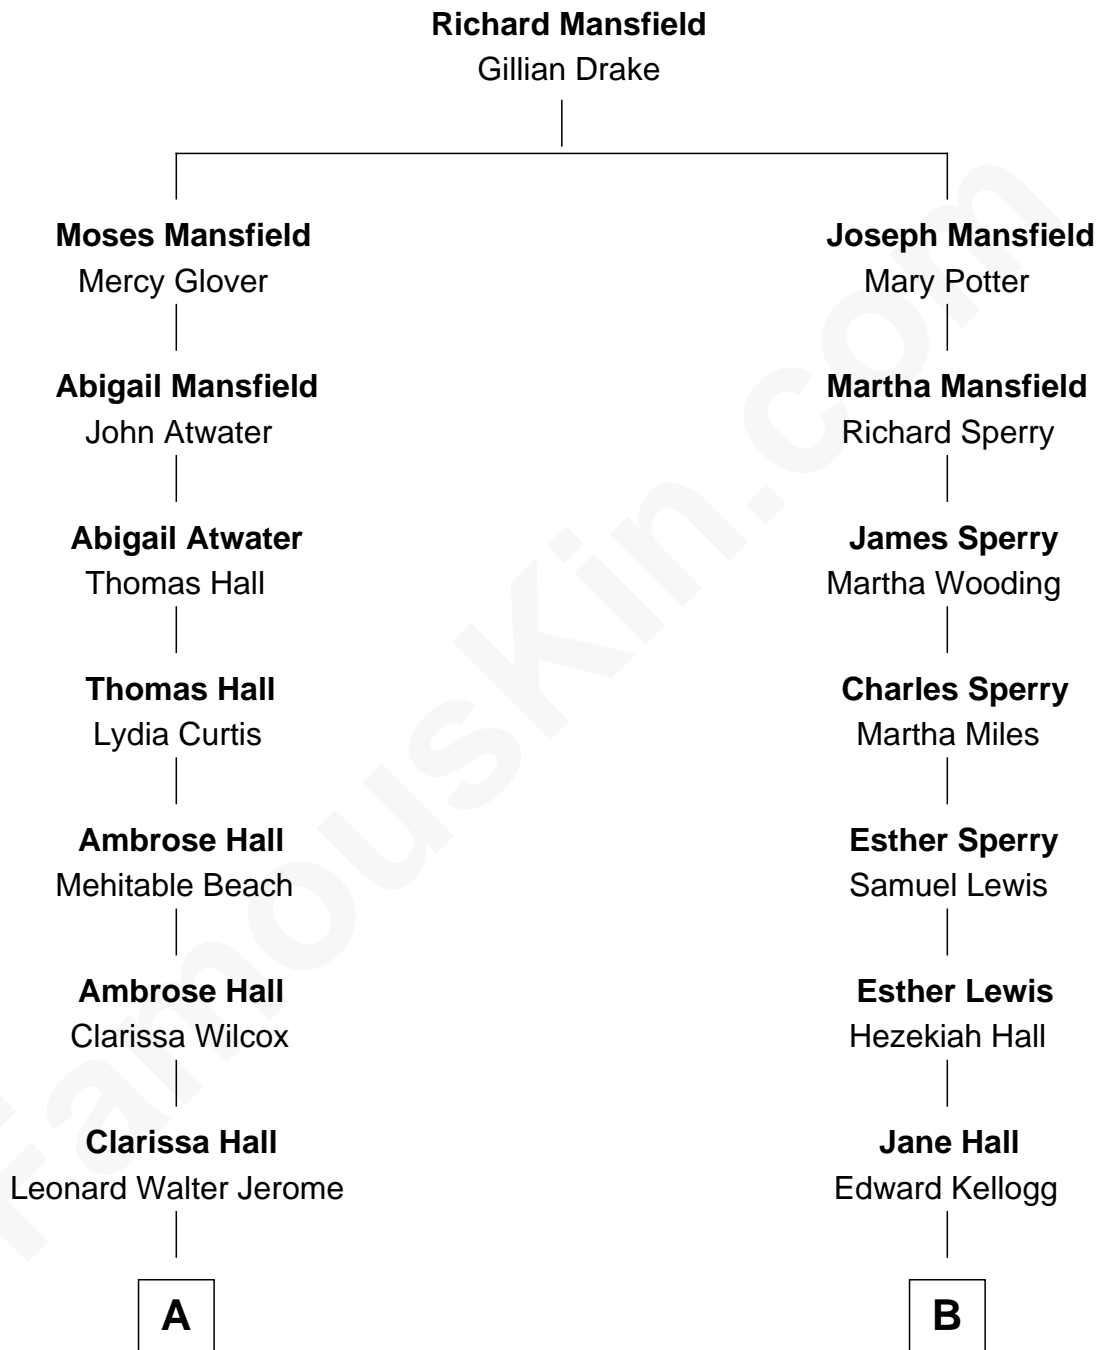 Richard Mansfield
Gillian Drake
Moses Mansfield
Mercy Glover
Abigail Mansfield
John Atwater
Abigail Atwater
Thomas Hall
Thomas Hall
Lydia Curtis
Ambrose Hall
Mehitable Beach
Ambrose Hall
Clarissa Wilcox
Clarissa Hall
Leonard Walter Jerome
A
Joseph Mansfield
Mary Potter
Martha Mansfield
Richard Sperry
James Sperry
Martha Wooding
Charles Sperry
Martha Miles
Esther Sperry
Samuel Lewis
Esther Lewis
Hezekiah Hall
Jane Hall
Edward Kellogg
B
FamousKin.com